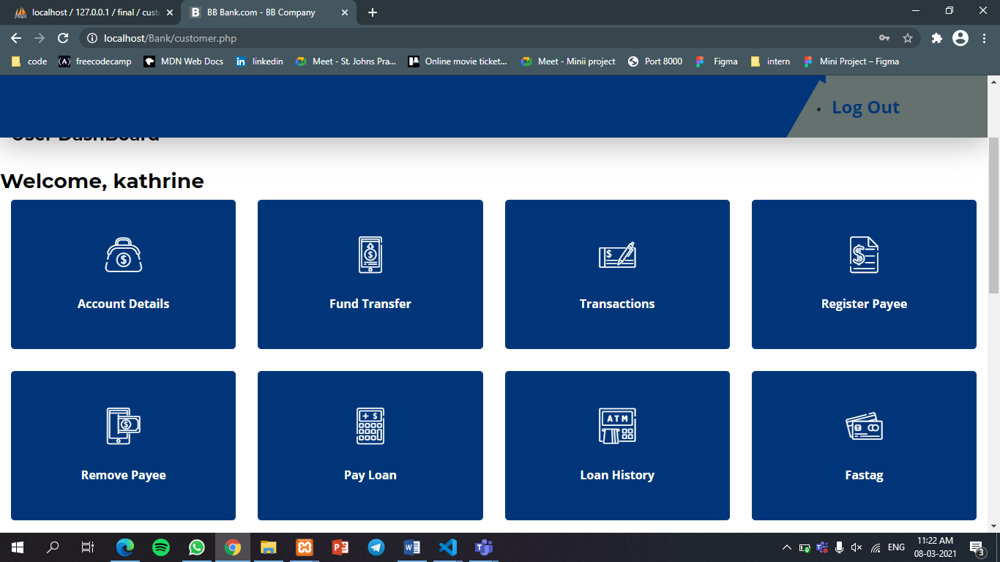 localhost / 127.0.0.1 / final / cust
BB Bank.com - BB Company
localhost/Bank/customer.php
code
freecodecamp
MDN Web Docs
linkedin
Meet - St. Johns Pra...
Online movie ticket...
Meet - Minii project
Port 8000
Figma
intern
Mini Project – Figma
Log Out
User DashBoard
Welcome, kathrine
$
Account Details
$
Fund Transfer
$
Transactions
$
Register Payee
$
Remove Payee
+ $
Pay Loan
ATM
Loan History
Fastag
ENG
11:22 AM
08-03-2021
3